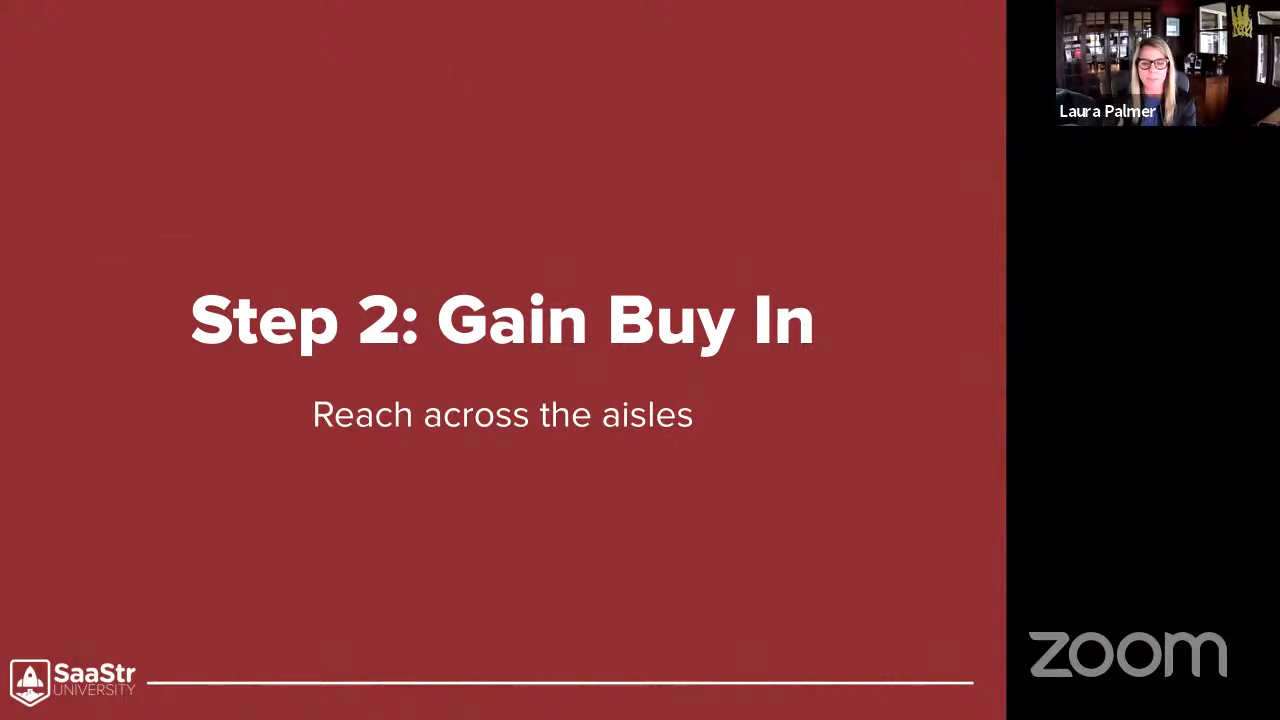 Laura Palmer
Step 2: Gain Buy In
Reach across the aisles
SaaStr
UNIVERSITY
zoom